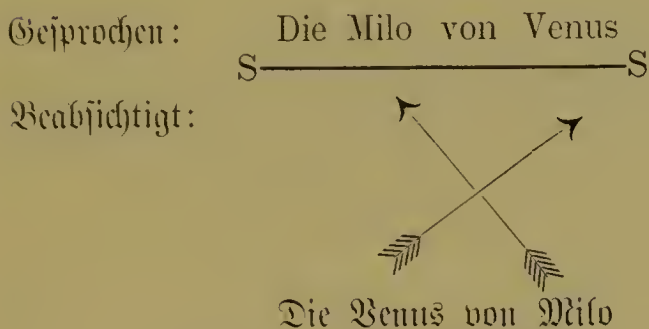 Gesprochen: Die Milo von Venus
S S
Beabsichtigt:
Die Venus von Milo